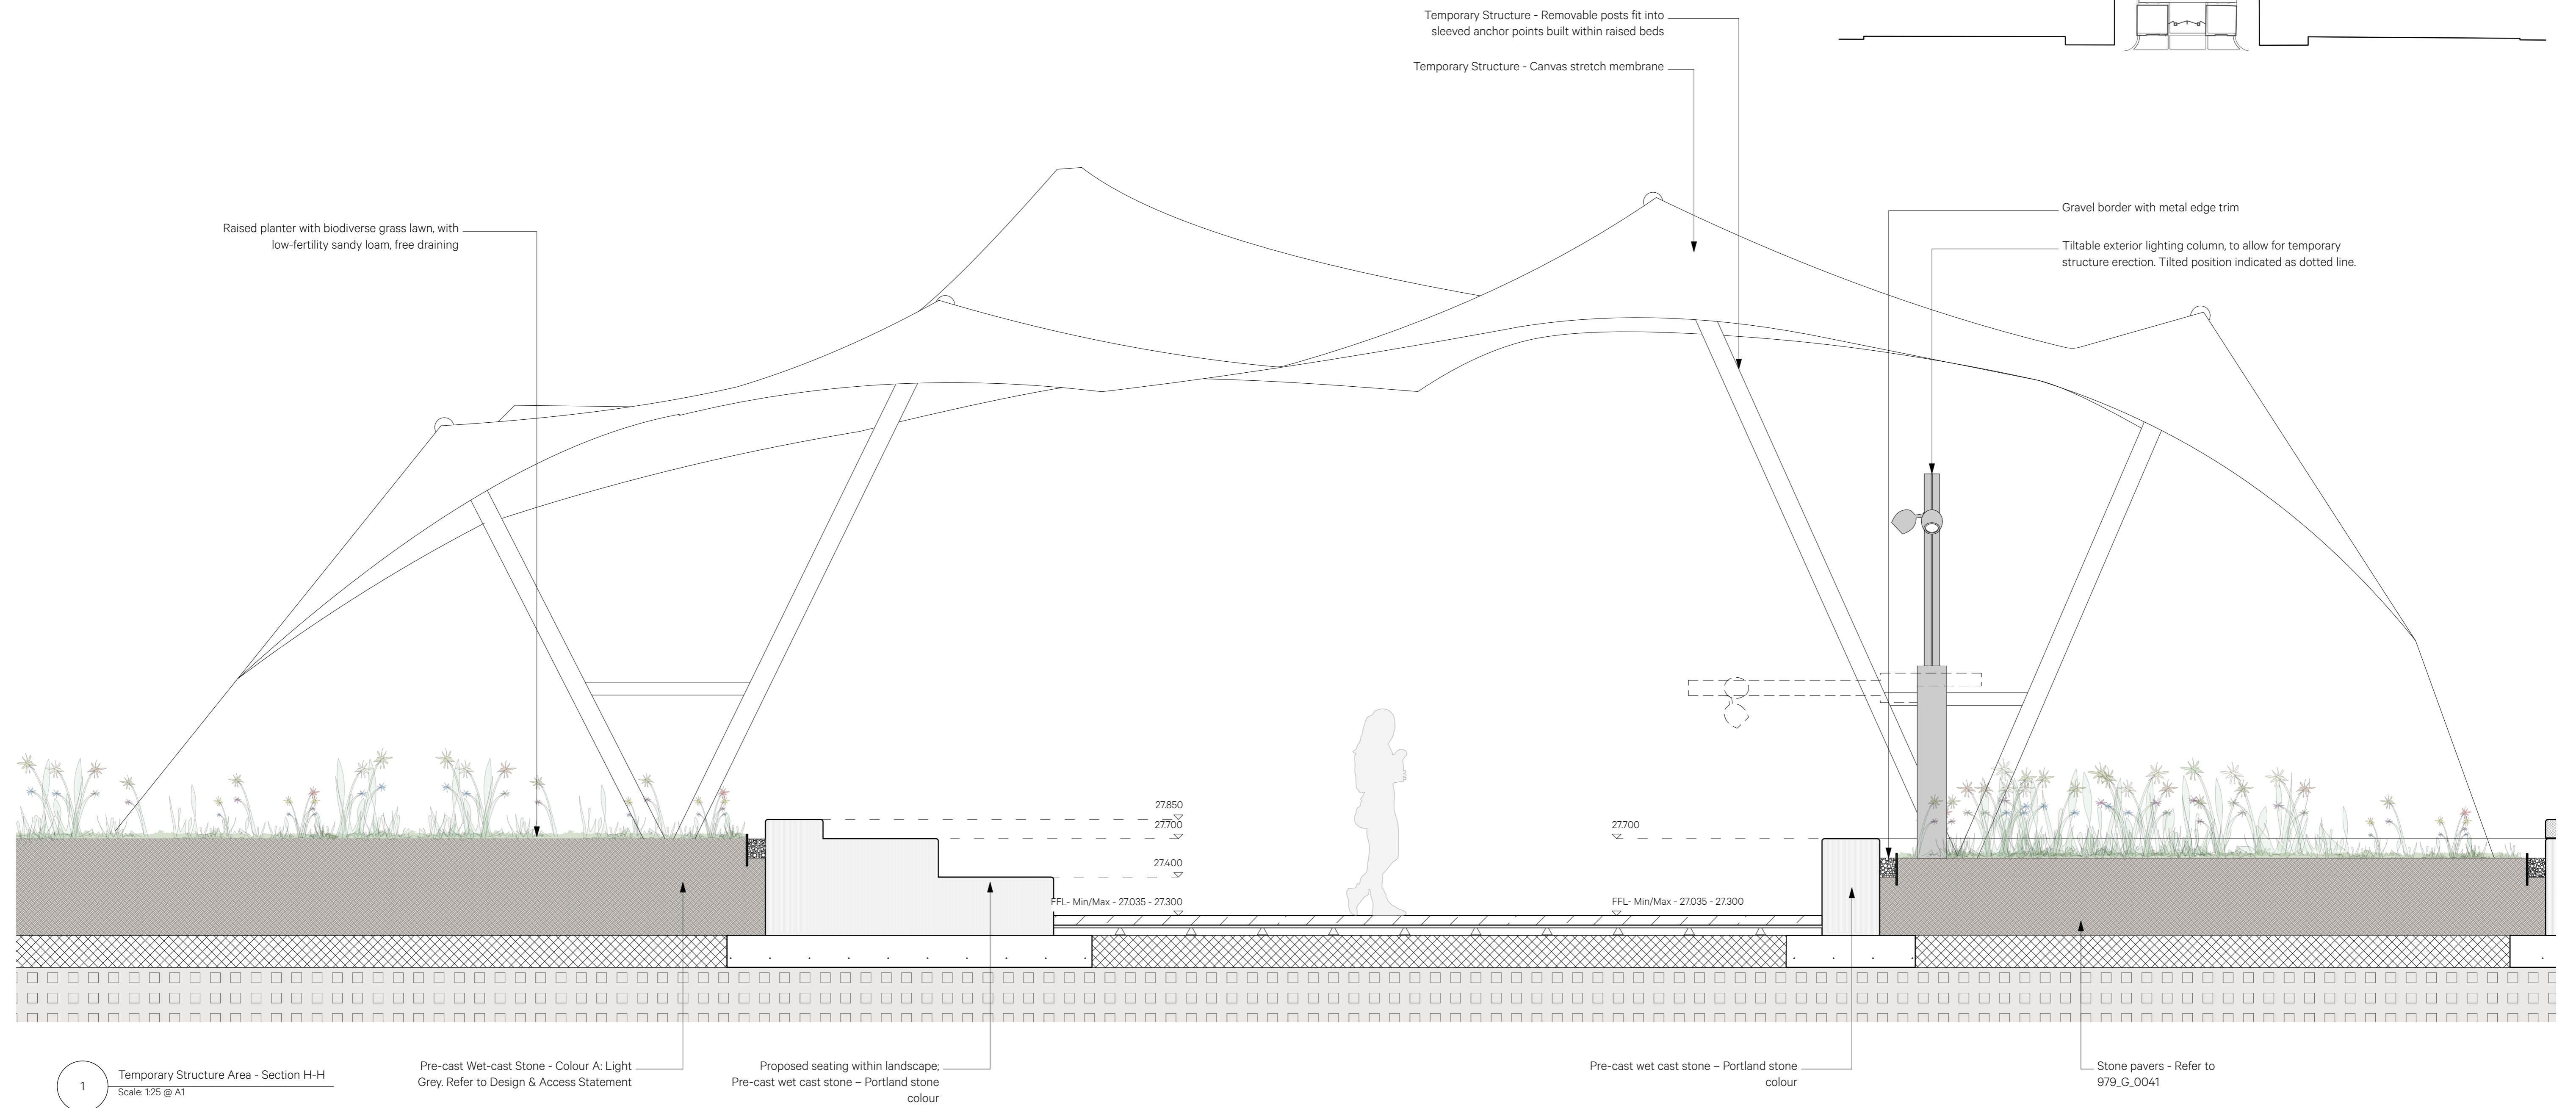 Temporary Structure - Removable posts fit into
sleeved anchor points built within raised beds
Temporary Structure - Canvas stretch membrane
Raised planter with biodiverse grass lawn, with
low-fertility sandy loam, free draining
Gravel border with metal edge trim
Tiltable exterior lighting column, to allow for temporary
structure erection. Tilted position indicated as dotted line.
27.850
27.700
27.400
FFL- Min/Max - 27.035 - 27.300
27.700
FFL- Min/Max - 27.035 - 27.300
1
Temporary Structure Area - Section H-H
Scale: 1:25 @ A1
Pre-cast Wet-cast Stone - Colour A: Light
Grey. Refer to Design & Access Statement
Proposed seating within landscape;
Pre-cast wet cast stone – Portland stone
colour
Pre-cast wet cast stone – Portland stone
colour
Stone pavers - Refer to
979_G_0041